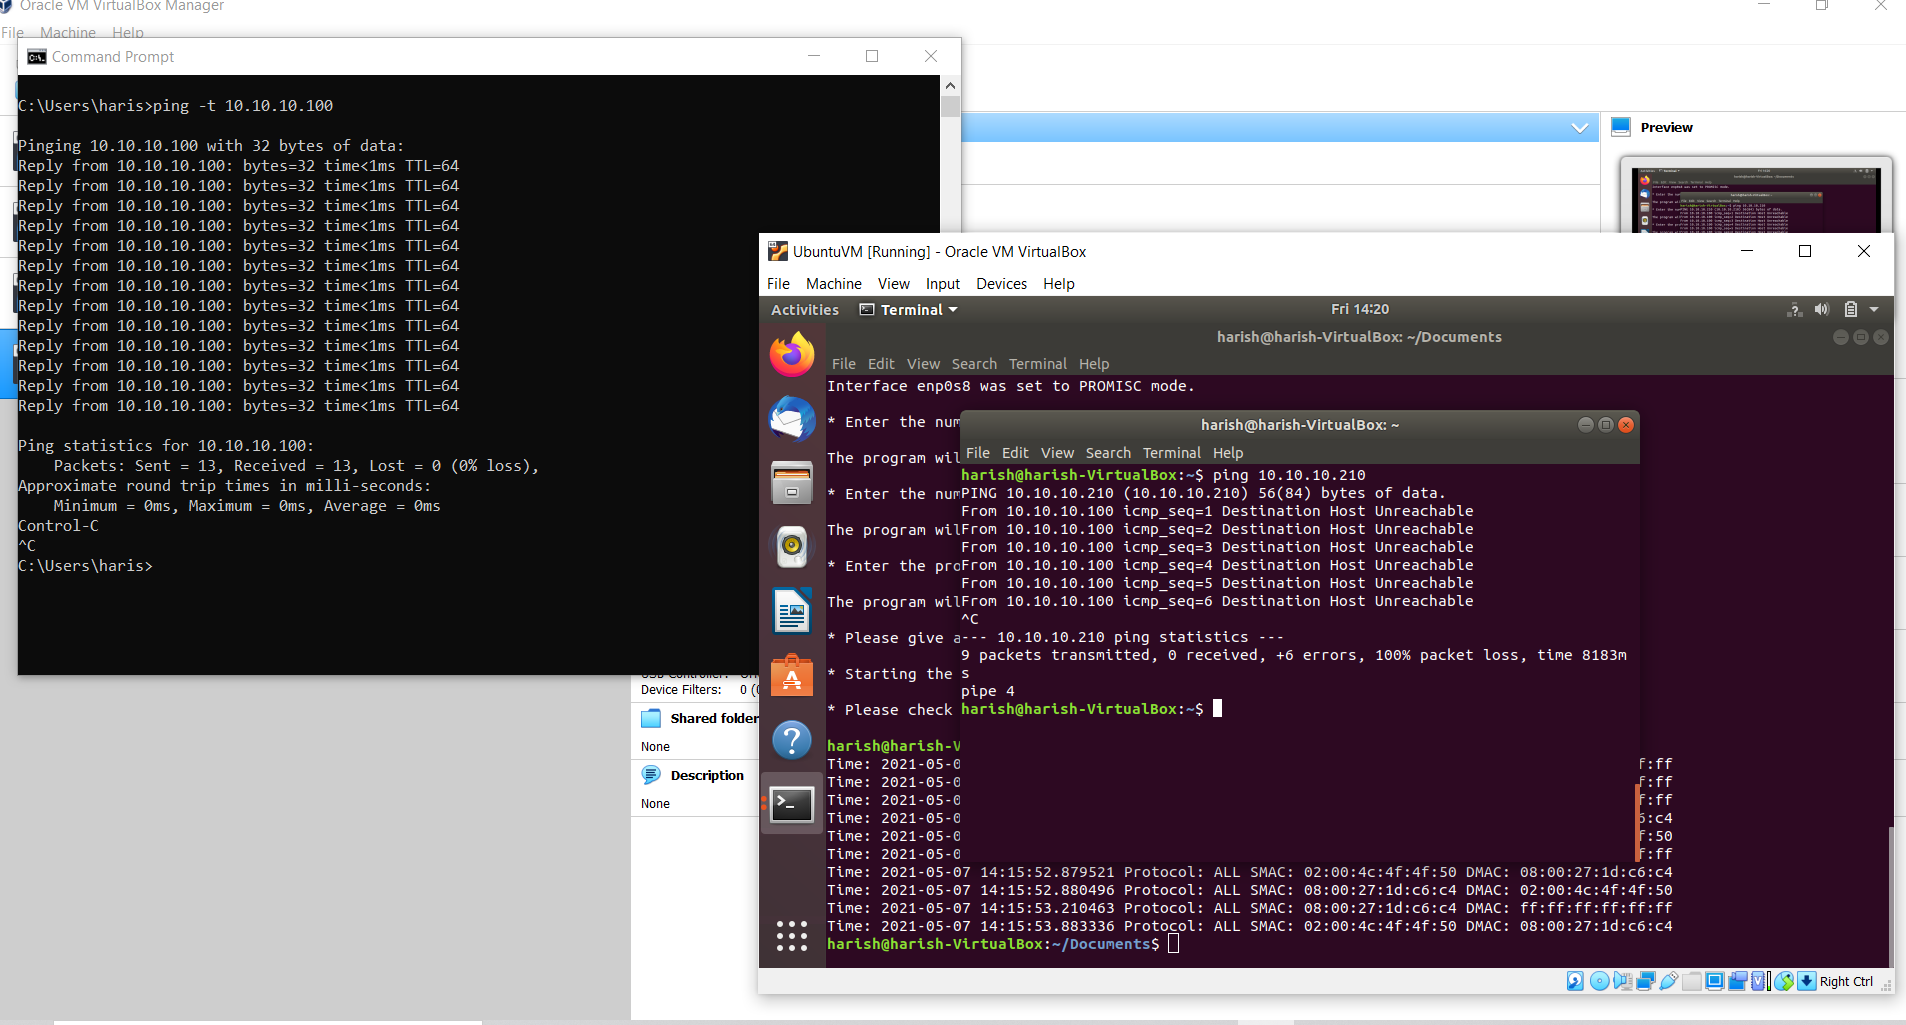 Oracle VM VirtualBox Manager
File Machine Help
Command Prompt
C:\Users\haris>ping -t 10.10.10.100
Pinging 10.10.10.100 with 32 bytes of data:
Reply from 10.10.10.100: bytes=32 time<1ms TTL=64
Reply from 10.10.10.100: bytes=32 time<1ms TTL=64
Reply from 10.10.10.100: bytes=32 time<1ms TTL=64
Reply from 10.10.10.100: bytes=32 time<1ms TTL=64
Reply from 10.10.10.100: bytes=32 time<1ms TTL=64
Reply from 10.10.10.100: bytes=32 time<1ms TTL=64
Reply from 10.10.10.100: bytes=32 time<1ms TTL=64
Reply from 10.10.10.100: bytes=32 time<1ms TTL=64
Reply from 10.10.10.100: bytes=32 time<1ms TTL=64
Reply from 10.10.10.100: bytes=32 time<1ms TTL=64
Reply from 10.10.10.100: bytes=32 time<1ms TTL=64
Reply from 10.10.10.100: bytes=32 time<1ms TTL=64
Reply from 10.10.10.100: bytes=32 time<1ms TTL=64
Ping statistics for 10.10.10.100:
Packets: Sent = 13, Received = 13, Lost = 0 (0% loss),
Approximate round trip times in milli-seconds:
Minimum = 0ms, Maximum = 0ms, Average = 0ms
Control-C
^C
C:\Users\haris>
Preview
Device Filters: 0 (
Shared folder
None
Description
None
UbuntuVM [Running] - Oracle VM VirtualBox
File Machine View Input Devices Help
Activities Terminal Fri 14:20
harish@harish-VirtualBox: ~/Documents
File Edit View Search Terminal Help
Interface enp0s8 was set to PROMISC mode.
* Enter the num
The program wil
* Enter the num
The program wil
* Enter the pro
The program wil
* Please give a
* Starting the
* Please check
harish@harish-V
Time: 2021-05-0 f:ff
Time: 2021-05-0 f:ff
Time: 2021-05-0 f:ff
Time: 2021-05-0 6:c4
Time: 2021-05-0 f:50
Time: 2021-05-0 f:ff
Time: 2021-05-07 14:15:52.879521 Protocol: ALL SMAC: 02:00:4c:4f:4f:50 DMAC: 08:00:27:1d:c6:c4
Time: 2021-05-07 14:15:52.880496 Protocol: ALL SMAC: 08:00:27:1d:c6:c4 DMAC: 02:00:4c:4f:4f:50
Time: 2021-05-07 14:15:53.210463 Protocol: ALL SMAC: 08:00:27:1d:c6:c4 DMAC: ff:ff:ff:ff:ff:ff
Time: 2021-05-07 14:15:53.883336 Protocol: ALL SMAC: 02:00:4c:4f:4f:50 DMAC: 08:00:27:1d:c6:c4
harish@harish-VirtualBox:~/Documents$
harish@harish-VirtualBox: ~
File Edit View Search Terminal Help
harish@harish-VirtualBox:~$ ping 10.10.10.210
PING 10.10.10.210 (10.10.10.210) 56(84) bytes of data.
From 10.10.10.100 icmp_seq=1 Destination Host Unreachable
From 10.10.10.100 icmp_seq=2 Destination Host Unreachable
From 10.10.10.100 icmp_seq=3 Destination Host Unreachable
From 10.10.10.100 icmp_seq=4 Destination Host Unreachable
From 10.10.10.100 icmp_seq=5 Destination Host Unreachable
From 10.10.10.100 icmp_seq=6 Destination Host Unreachable
^C
--- 10.10.10.210 ping statistics ---
9 packets transmitted, 0 received, +6 errors, 100% packet loss, time 8183m
s
pipe 4
harish@harish-VirtualBox:~$
Right Ctrl